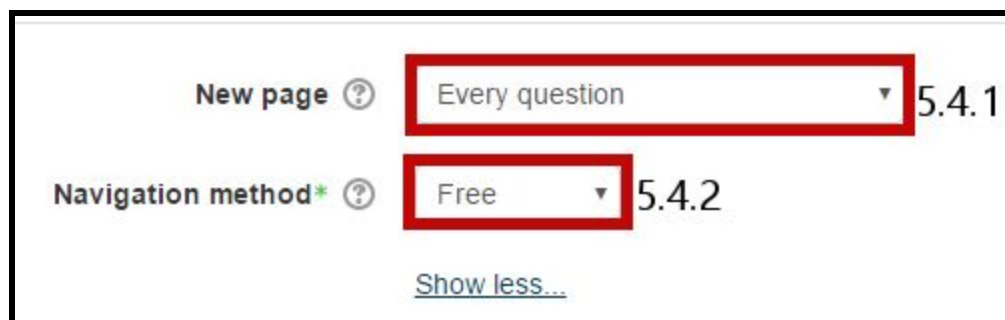 New page Every question 5.4.1
Navigation method* Free 5.4.2
Show less...